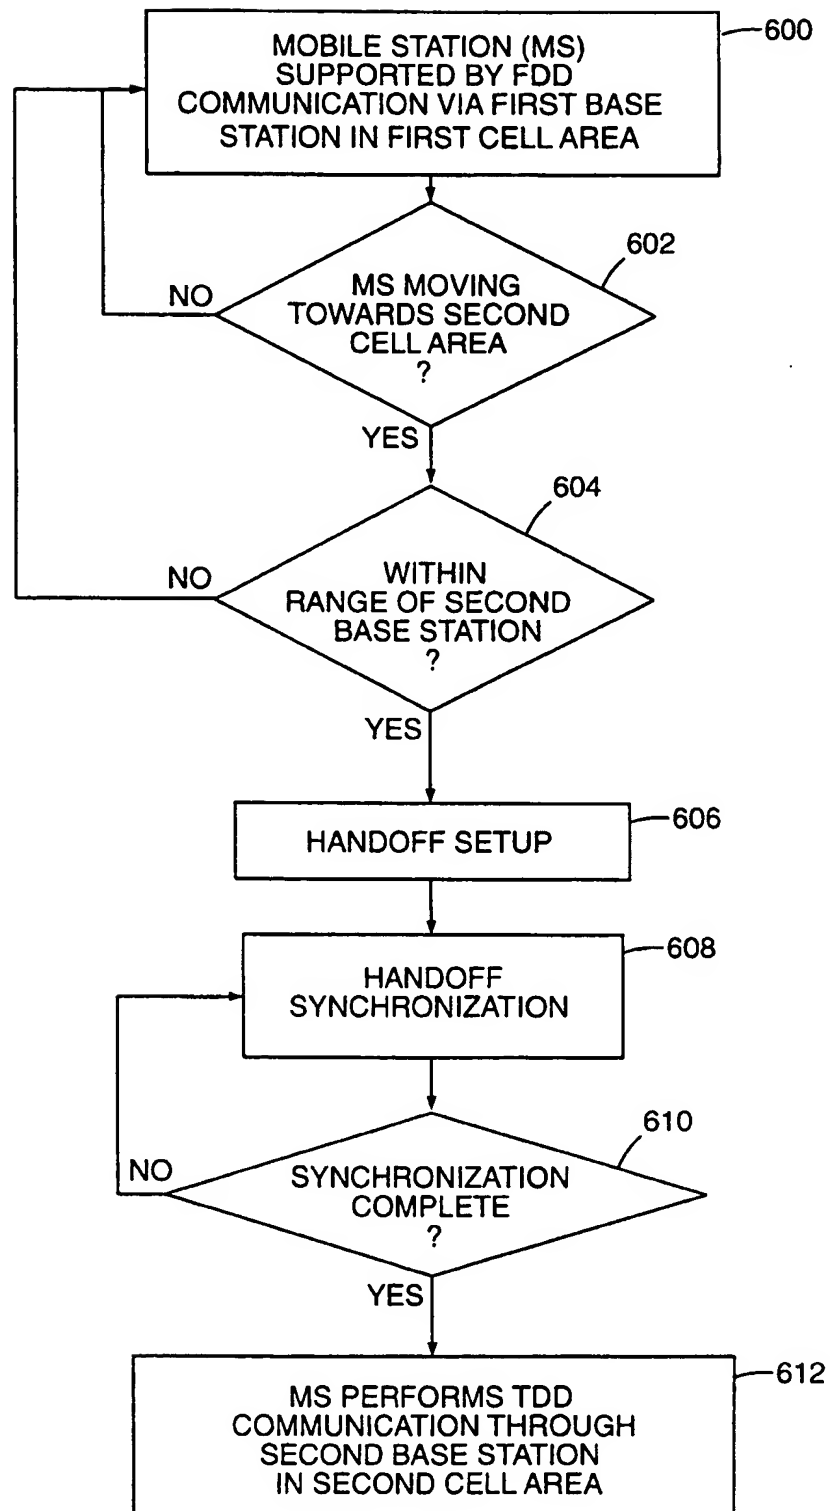 MOBILE STATION (MS)
SUPPORTED BY FDD
COMMUNICATION VIA FIRST BASE
STATION IN FIRST CELL AREA
600
MS MOVING
TOWARDS SECOND
CELL AREA
?
602
NO
YES
WITHIN
RANGE OF SECOND
BASE STATION
?
604
NO
YES
HANDOFF SETUP
606
HANDOFF
SYNCHRONIZATION
608
SYNCHRONIZATION
COMPLETE
?
610
NO
YES
MS PERFORMS TDD
COMMUNICATION THROUGH
SECOND BASE STATION
IN SECOND CELL AREA
612